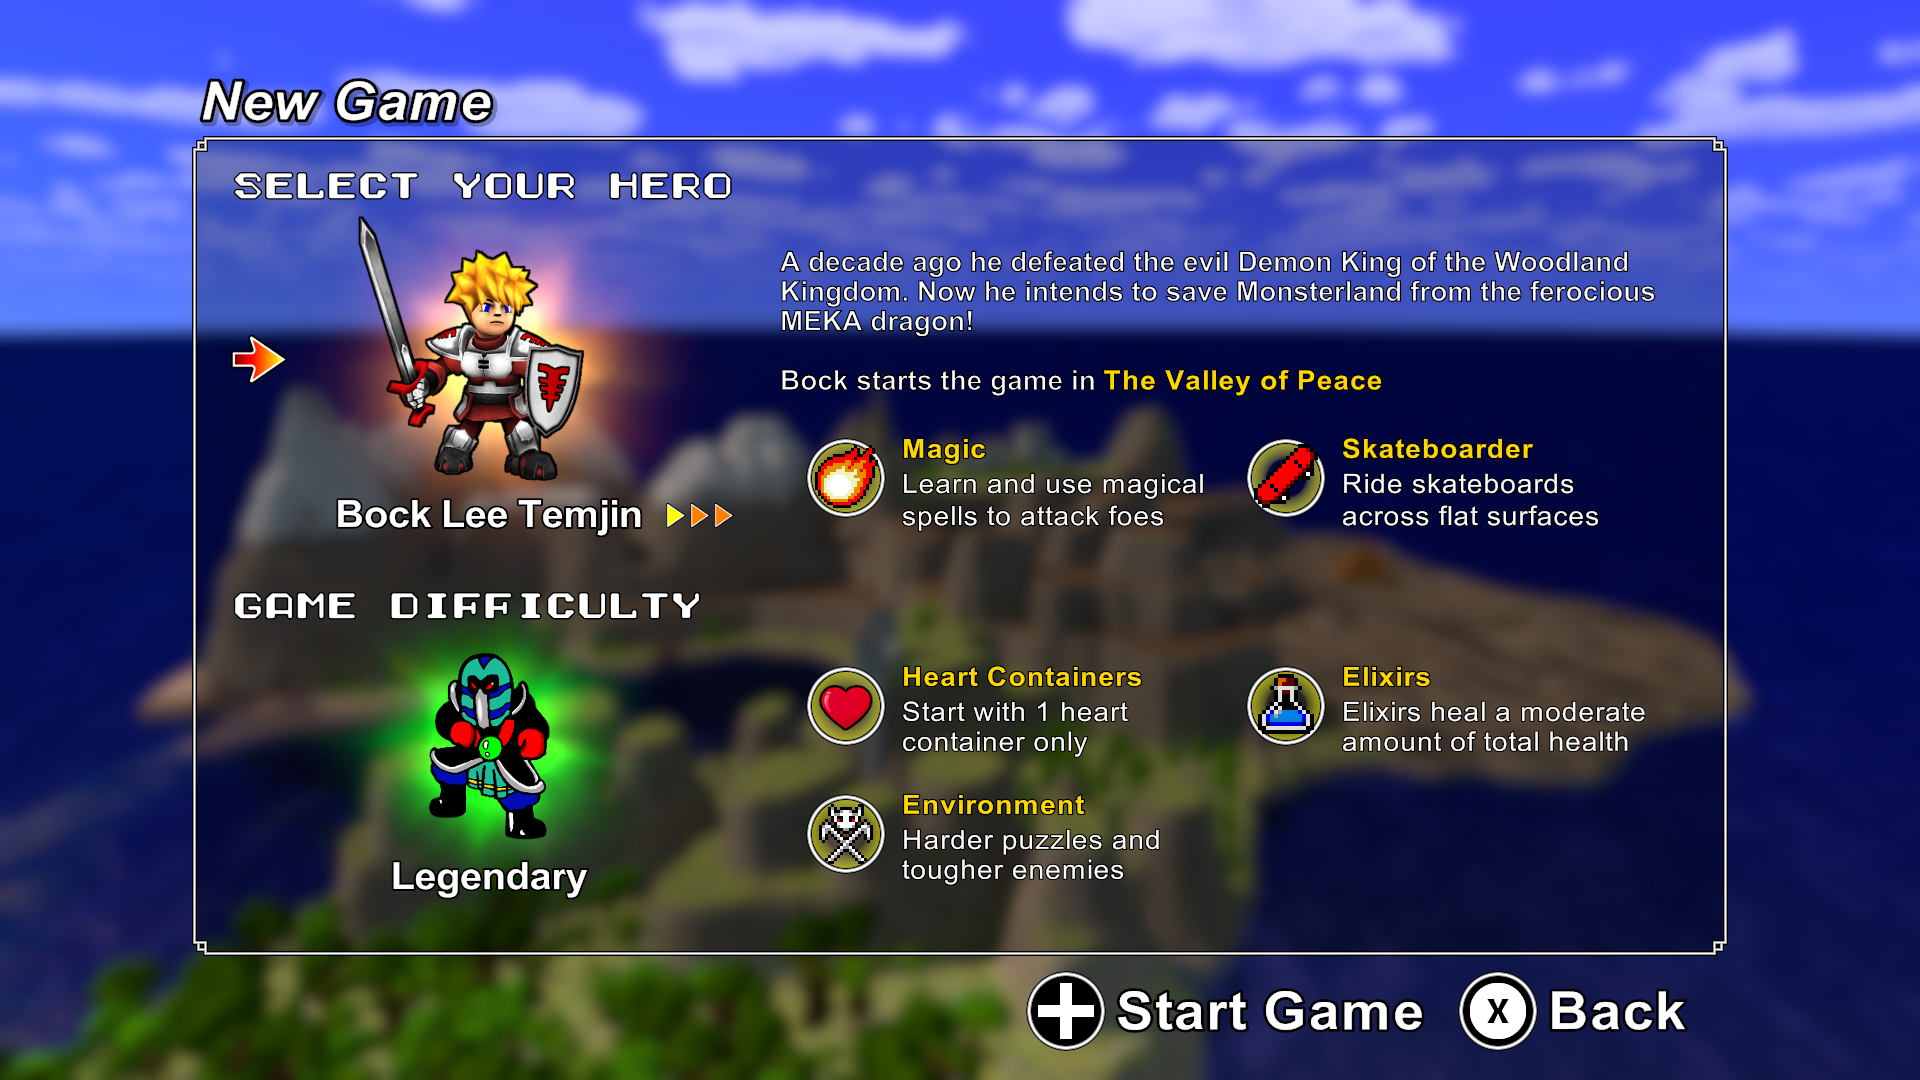 New Game
SELECT YOUR HERO
A decade ago he defeated the evil Demon King of the Woodland
Kingdom. Now he intends to save Monsterland from the ferocious
MEKA dragon!
Bock starts the game in The Valley of Peace
Bock Lee Temjin
Magic
Learn and use magical
spells to attack foes
Skateboarder
Ride skateboards
across flat surfaces
GAME DIFFICULTY
Legendary
Heart Containers
Start with 1 heart
container only
Elixirs
Elixirs heal a moderate
amount of total health
Environment
Harder puzzles and
tougher enemies
Start Game
X Back